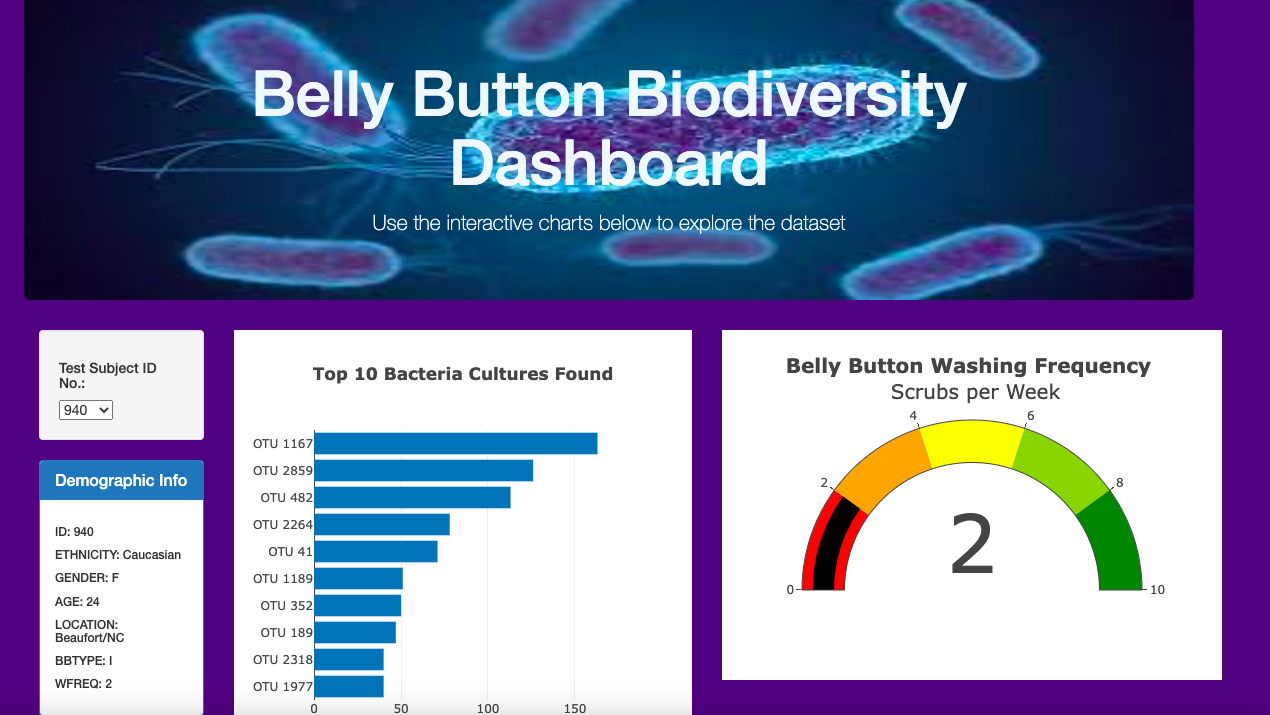 Belly Button Biodiversity
Dashboard
Use the interactive charts below to explore the dataset
Test Subject ID
No.:
940
Demographic Info
ID: 940
ETHNICITY: Caucasian
GENDER: F
AGE: 24
LOCATION:
Beaufort/NC
BBTYPE: I
WFREQ: 2
Top 10 Bacteria Cultures Found
OTU 1167
OTU 2859
OTU 482
OTU 2264
OTU 41
OTU 1189
OTU 352
OTU 189
OTU 2318
OTU 1977
0 50 100 150
Belly Button Washing Frequency
Scrubs per Week
4 6
2 8
2
0 10